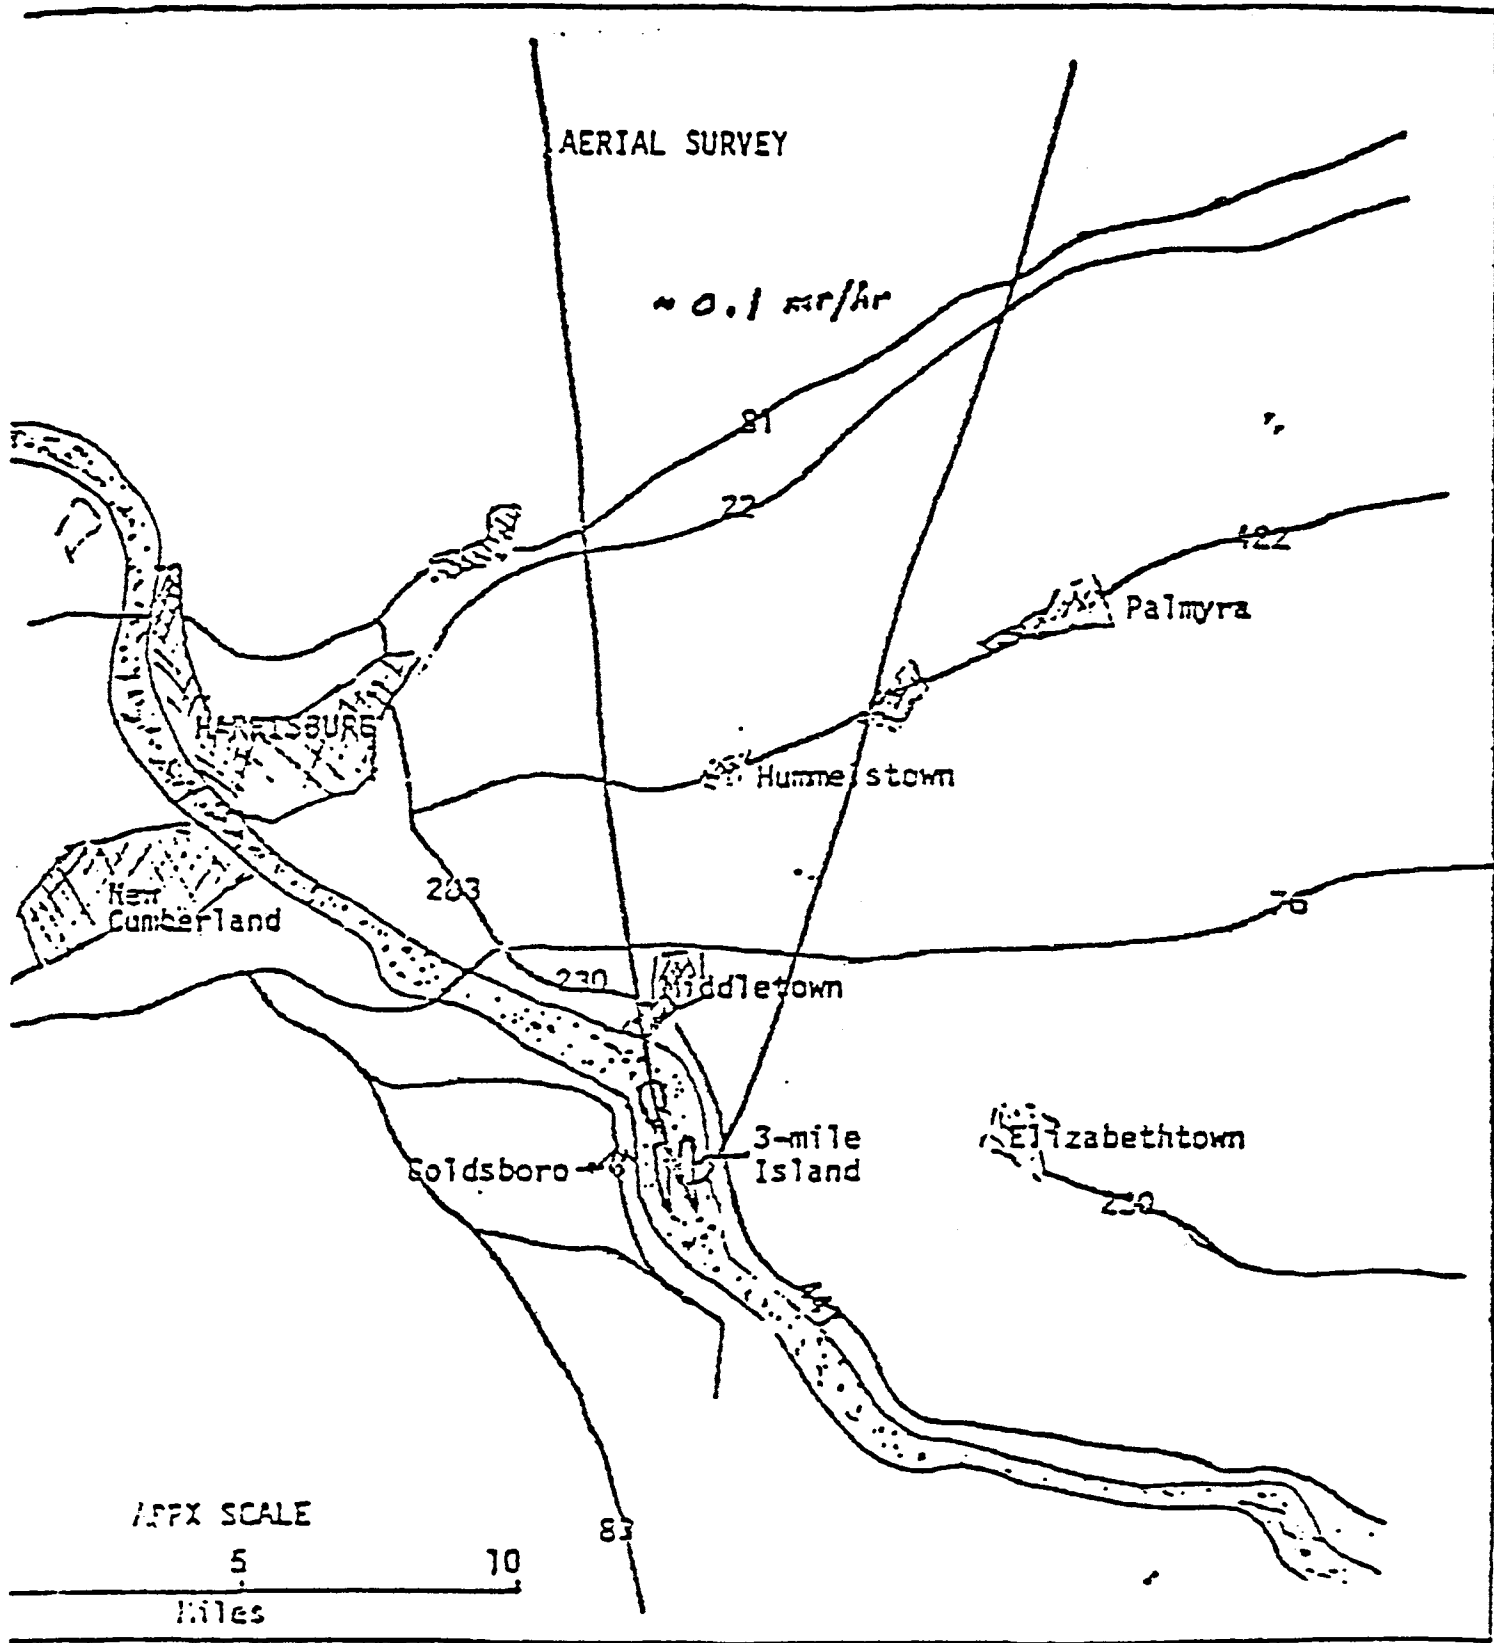 AERIAL SURVEY
~ 0.1 mr/hr
81
22
422
Palmyra
HARRISBURG
Hummelstown
New
Cumberland
283
76
230
Middletown
3-mile
Island
Elizabethtown
Goldsboro
230
APPX SCALE
83
5 10
Miles